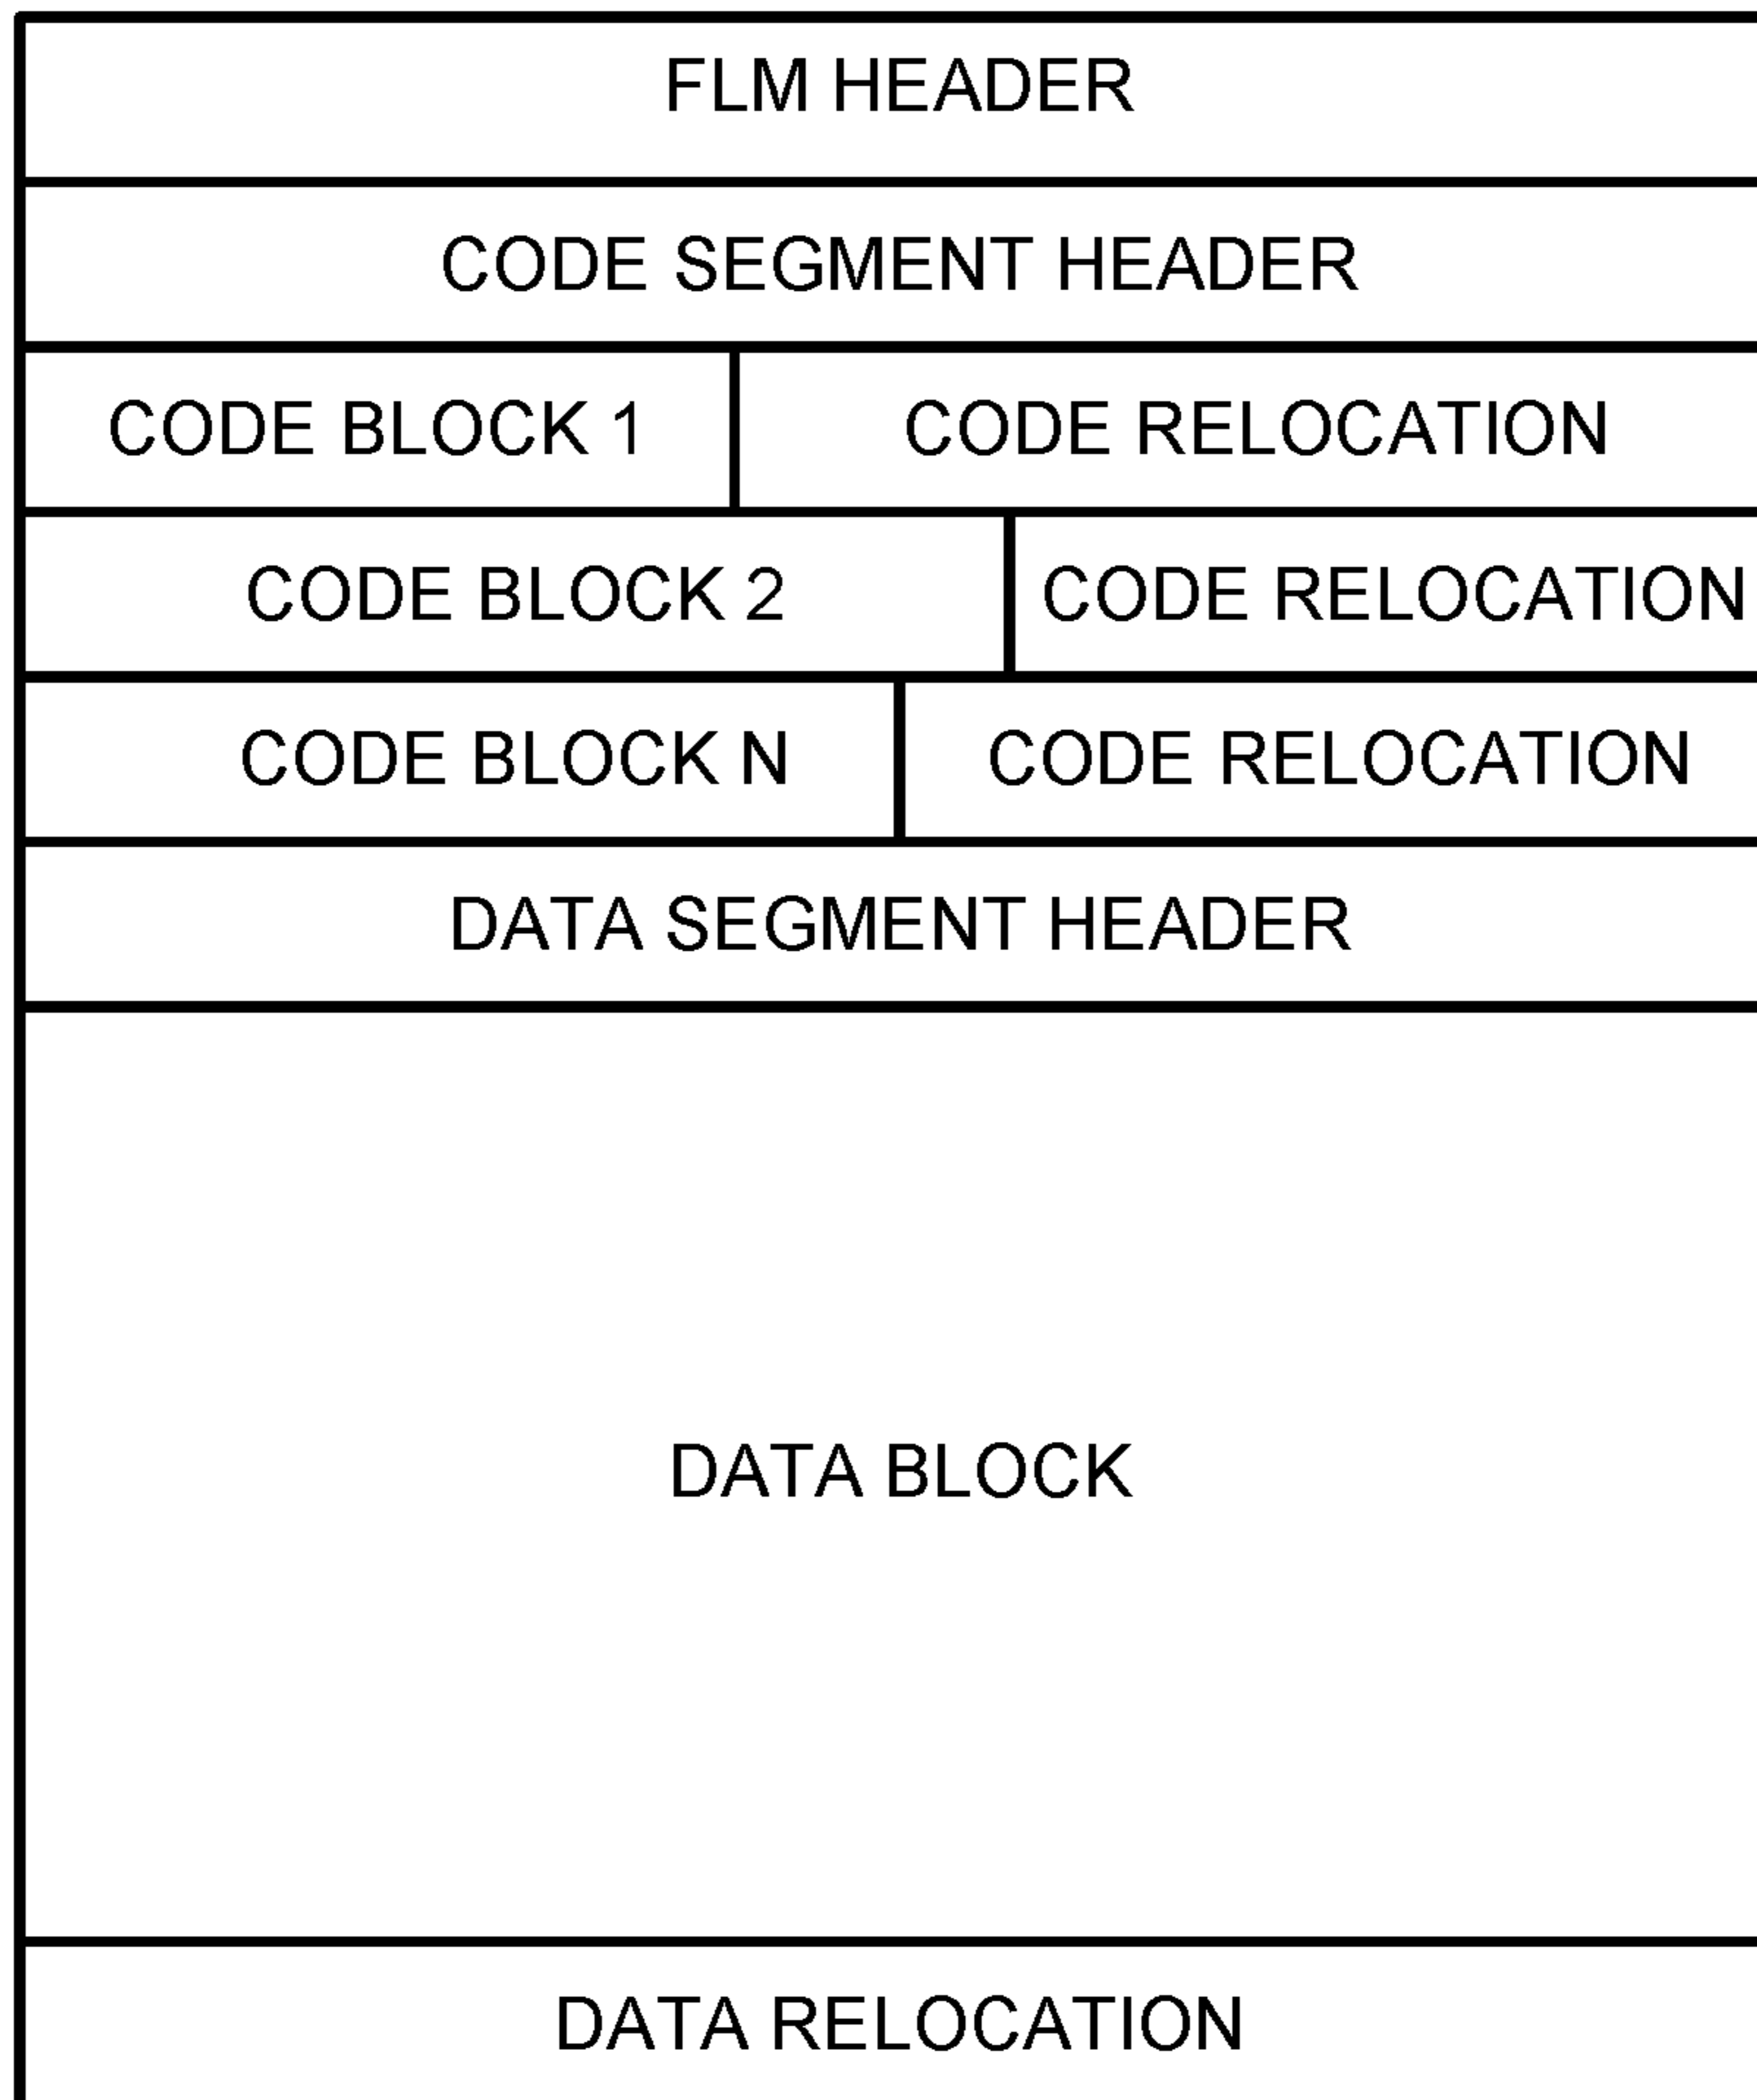 FLM HEADER
CODE SEGMENT HEADER
CODE BLOCK 1 CODE RELOCATION
CODE BLOCK 2 CODE RELOCATION
CODE BLOCK N CODE RELOCATION
DATA SEGMENT HEADER
DATA BLOCK
DATA RELOCATION